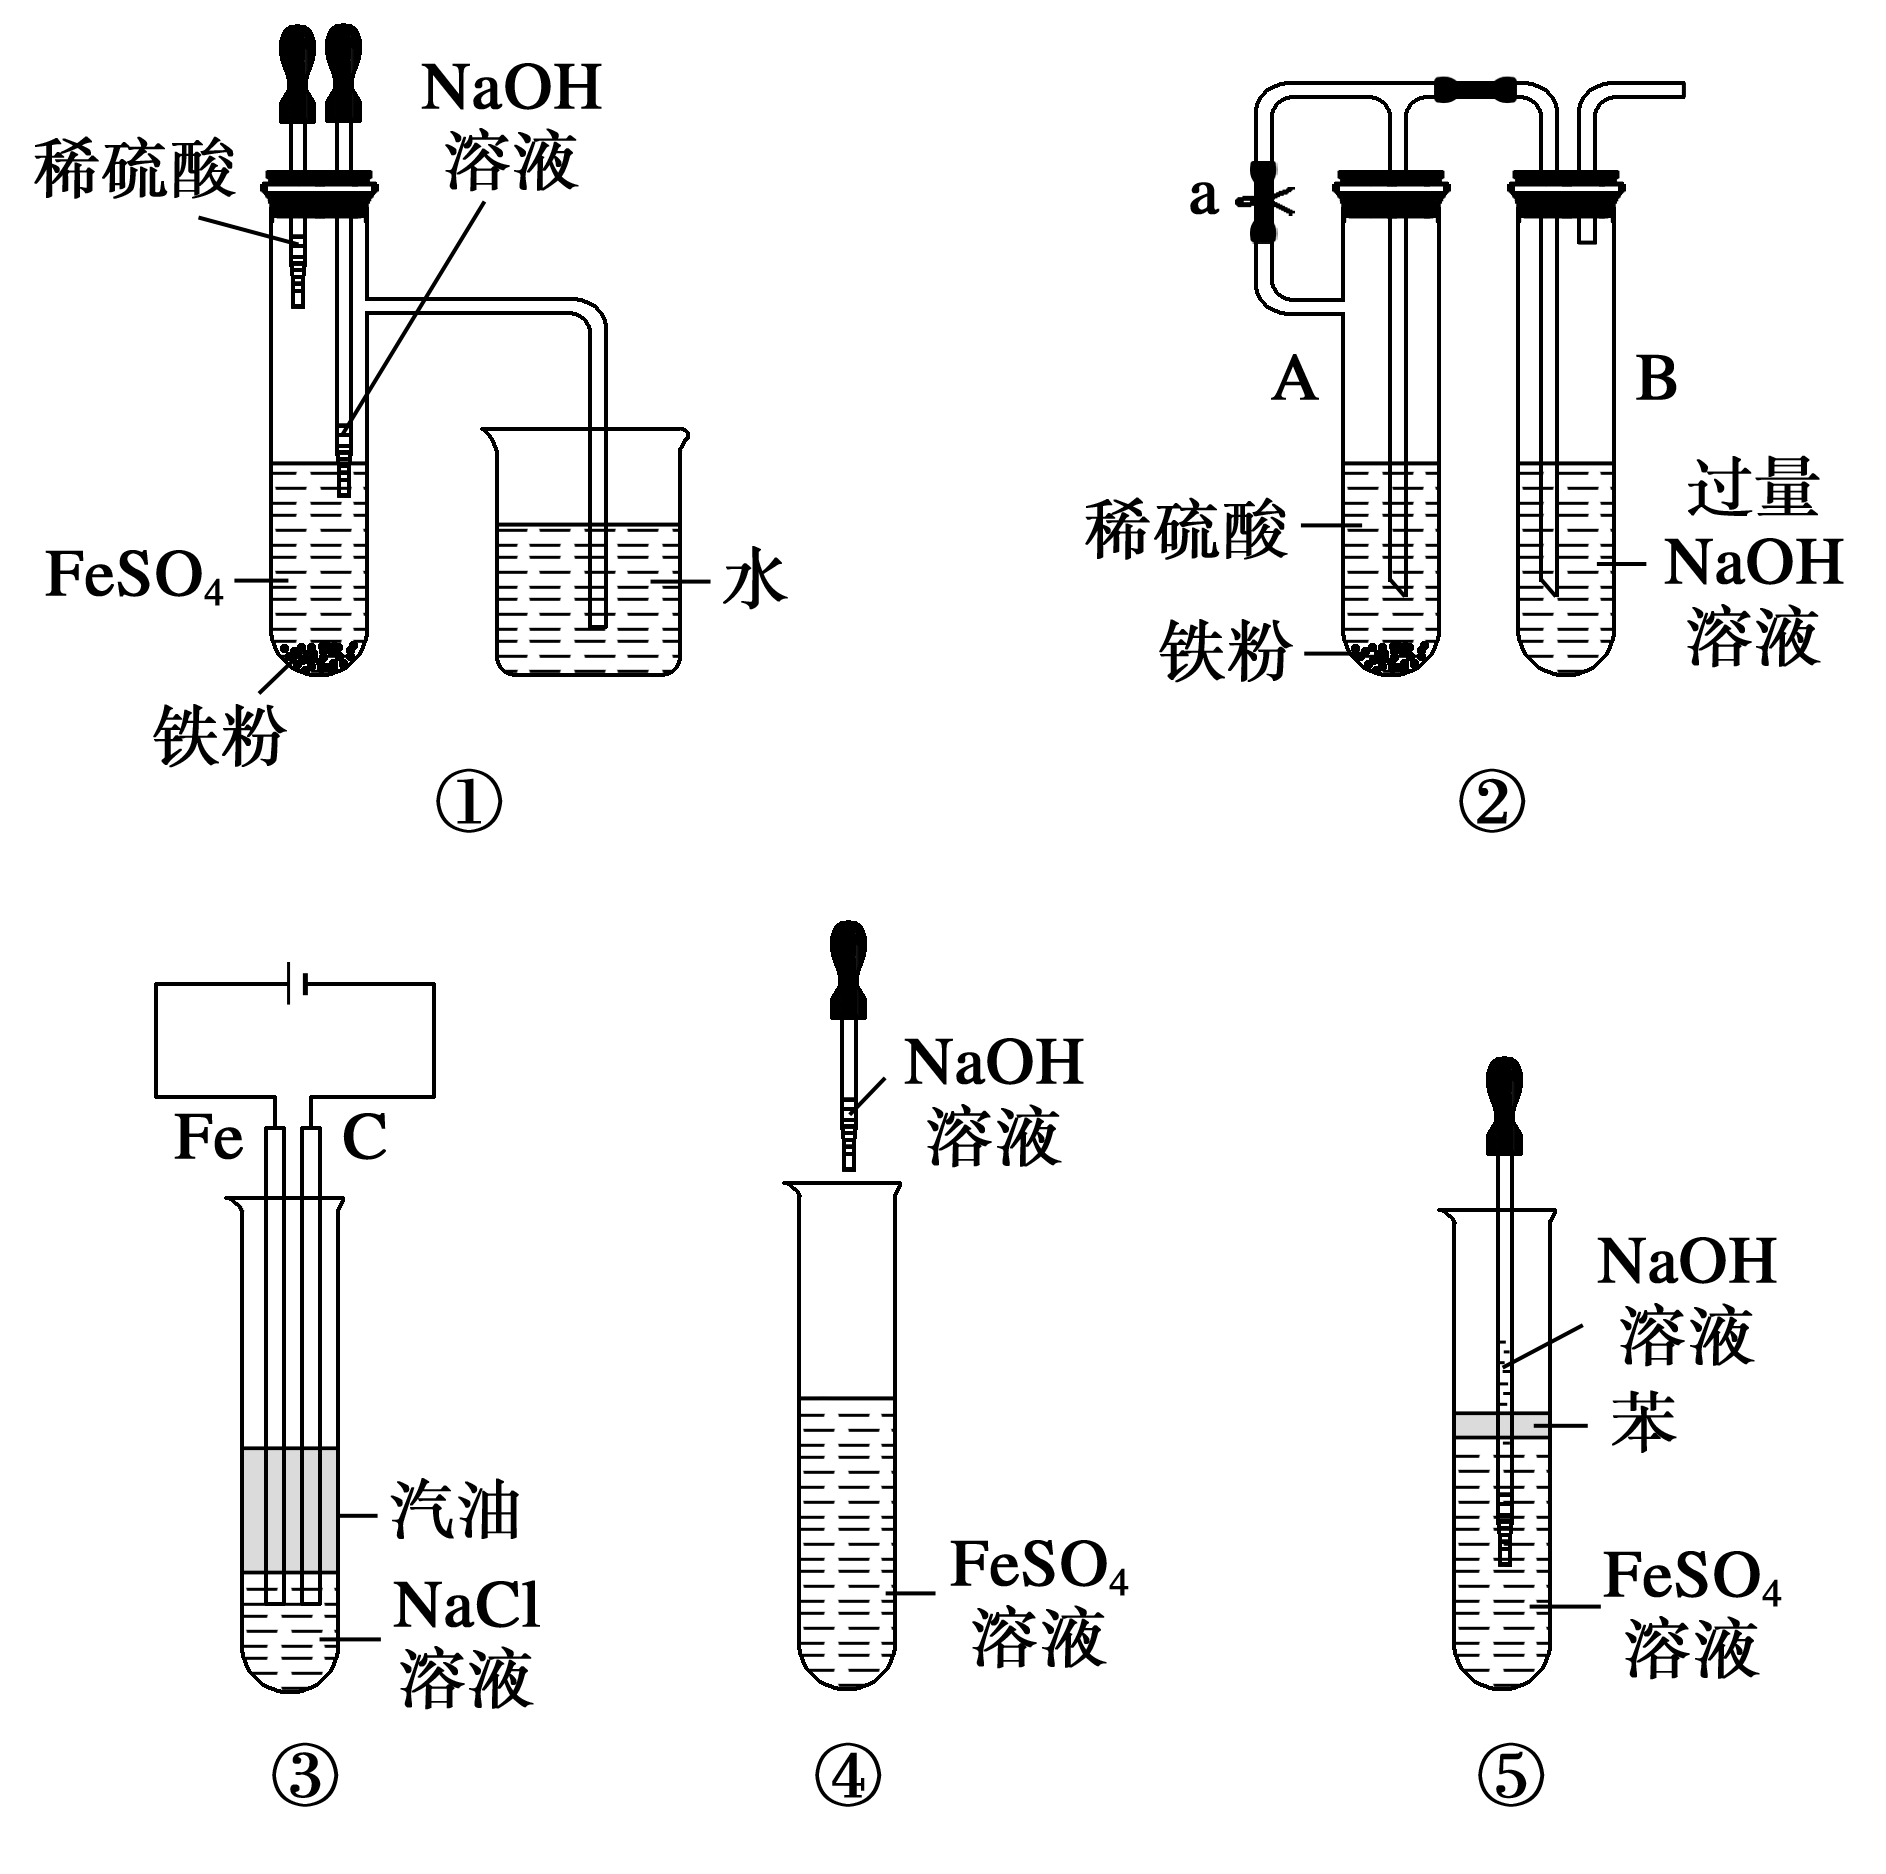 NaOH
溶液
稀硫酸
FeSO₄
铁粉
水
①
a
A
B
稀硫酸
铁粉
过量
NaOH
溶液
②
Fe
C
汽油
NaCl
溶液
③
NaOH
溶液
FeSO₄
溶液
④
NaOH
溶液
苯
FeSO₄
溶液
⑤